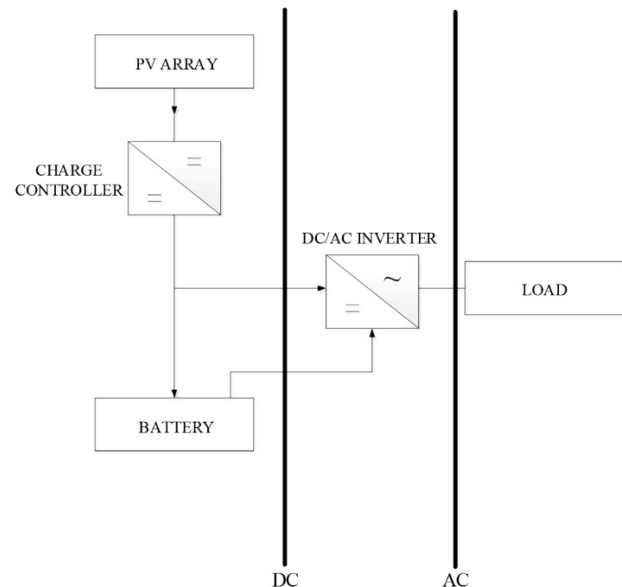 PV ARRAY
CHARGE
CONTROLLER
DC/AC INVERTER
~
LOAD
BATTERY
DC
AC